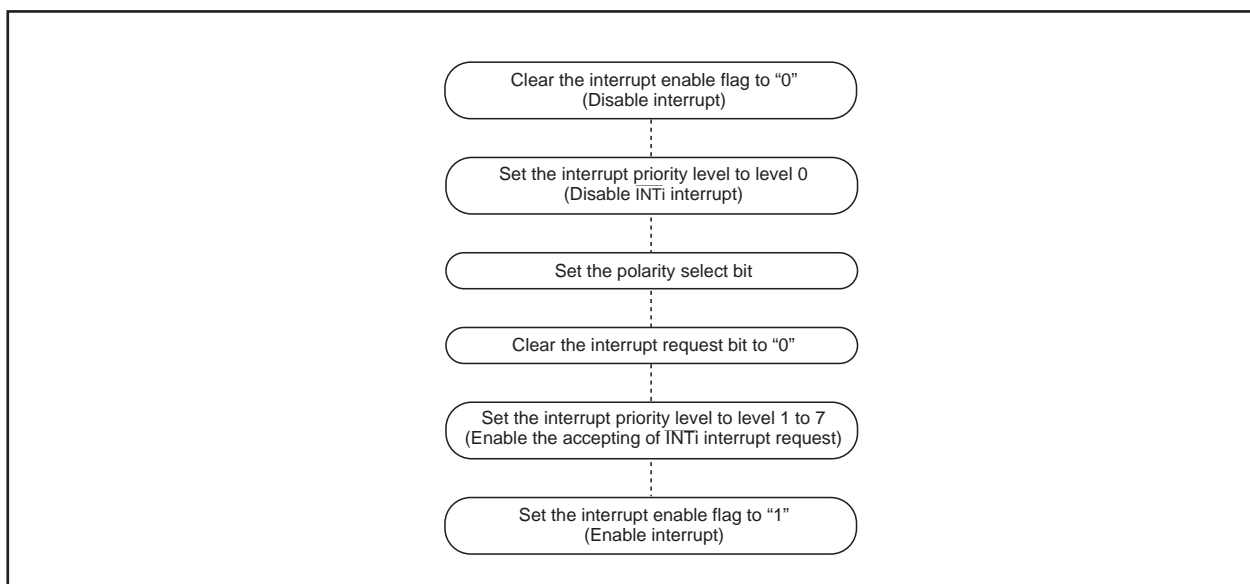 Clear the interrupt enable flag to “0”
(Disable interrupt)
Set the interrupt priority level to level 0
(Disable I̅N̅T̅i̅ interrupt)
Set the polarity select bit
Clear the interrupt request bit to “0”
Set the interrupt priority level to level 1 to 7
(Enable the accepting of I̅N̅T̅i̅ interrupt request)
Set the interrupt enable flag to “1”
(Enable interrupt)